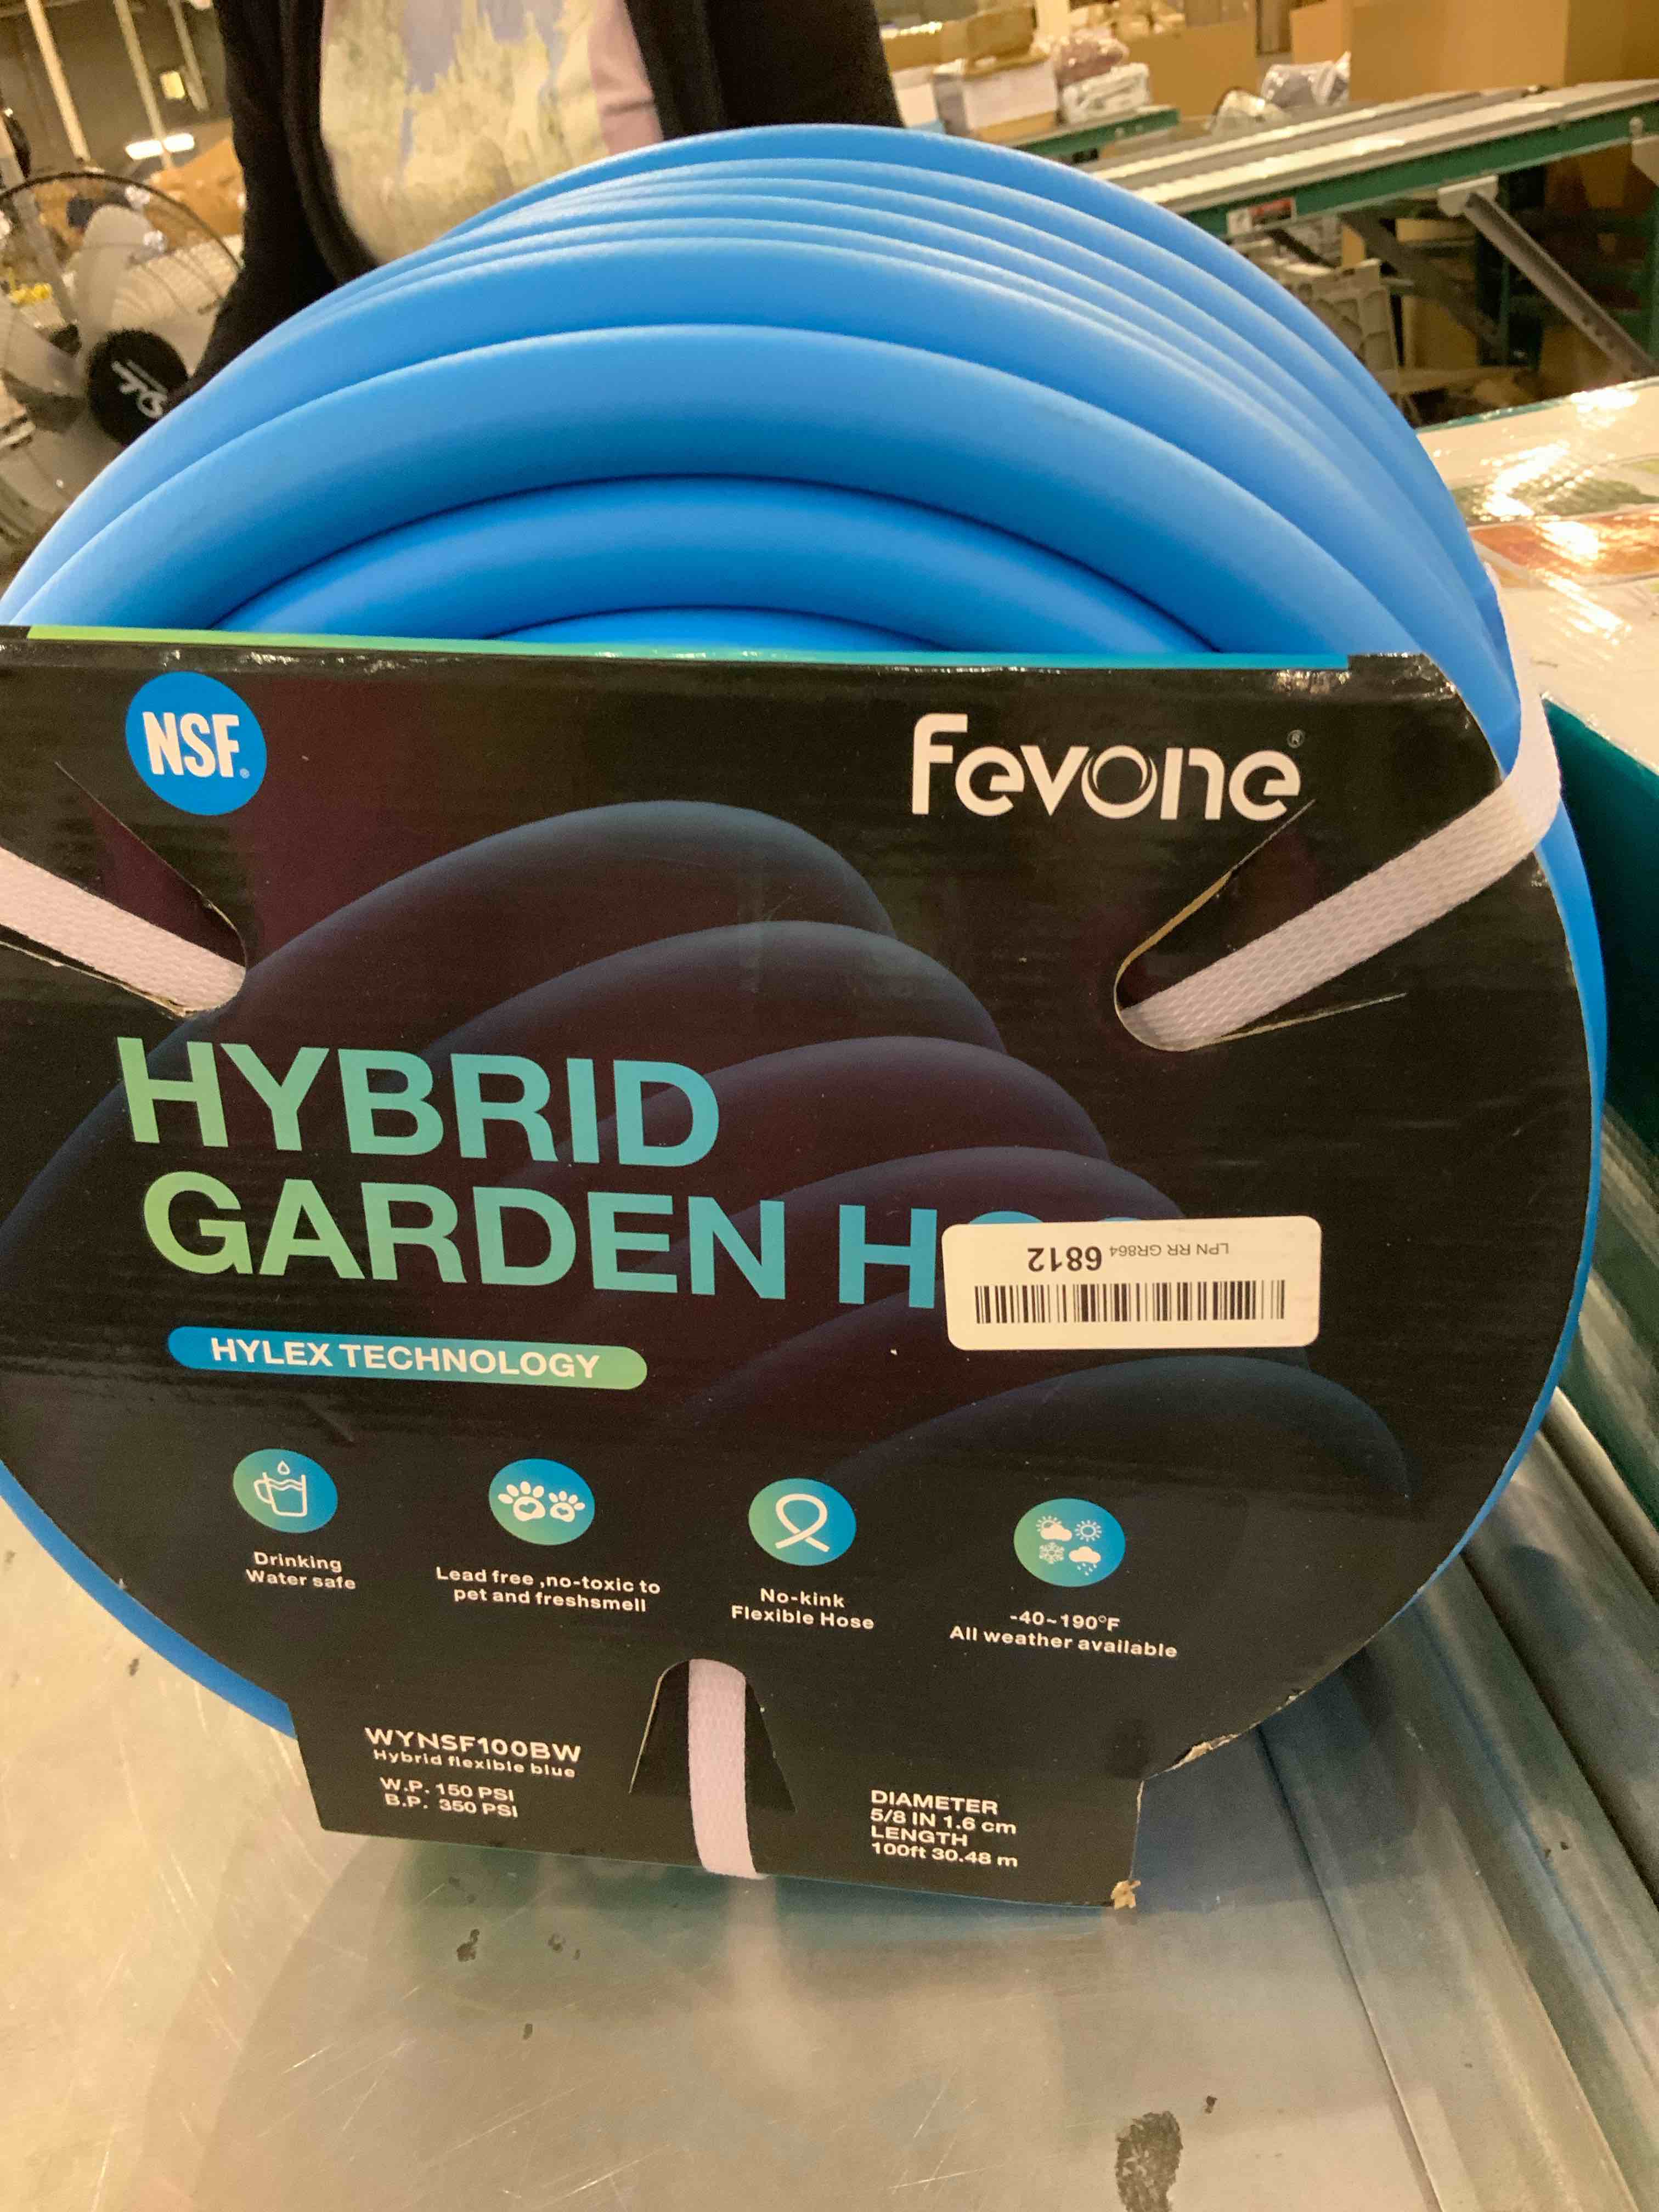 NSF®
fevone®
HYBRID
GARDEN H
LPN RR GR864 6812
HYLEX TECHNOLOGY
Drinking
Water safe
Lead free ,no-toxic to
pet and freshsmell
No-kink
Flexible Hose
-40~190°F
All weather available
WYNSF100BW
Hybrid flexible blue
W.P. 150 PSI
B.P. 350 PSI
DIAMETER
5/8 IN 1.6 cm
LENGTH
100ft 30.48 m